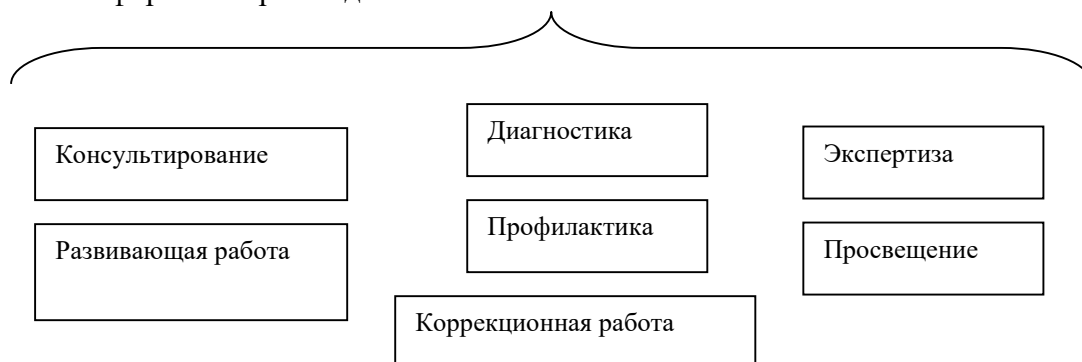 Консультирование
Диагностика
Экспертиза
Развивающая работа
Профилактика
Просвещение
Коррекционная работа